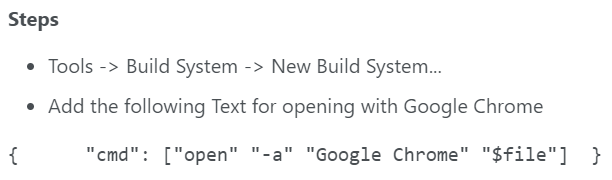 Steps
Tools -> Build System -> New Build System...
Add the following Text for opening with Google Chrome
{      "cmd": ["open" "-a" "Google Chrome" "$file"]  }